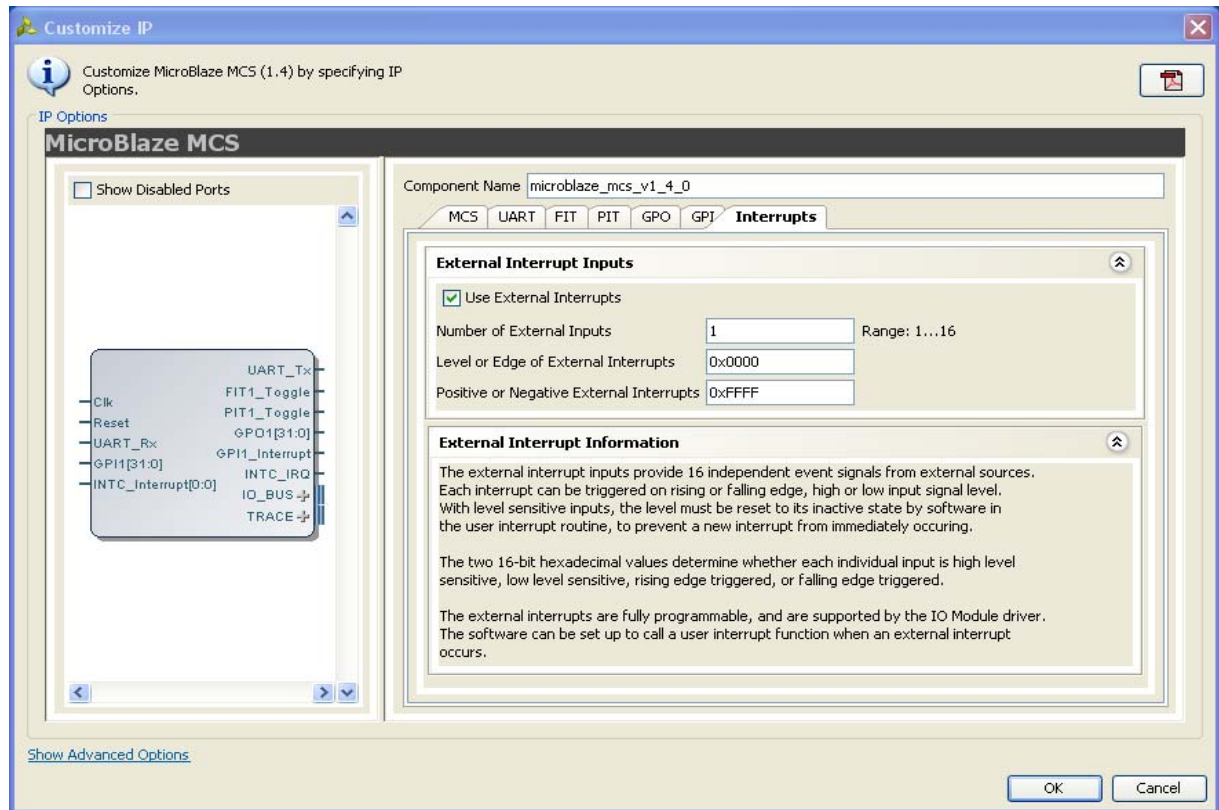 Customize IP
Customize MicroBlaze MCS (1.4) by specifying IP
Options.
IP Options
MicroBlaze MCS
Show Disabled Ports
Clk
Reset
UART_Rx
GPI1[31:0]
INTC_Interrupt[0:0]
UART_Tx
FIT1_Toggle
PIT1_Toggle
GPO1[31:0]
GPI1_Interrupt
INTC_IRQ
IO_BUS
TRACE
Component Name microblaze_mcs_v1_4_0
MCS UART FIT PIT GPO GPI Interrupts
External Interrupt Inputs
Use External Interrupts
Number of External Inputs 1 Range: 1...16
Level or Edge of External Interrupts 0x0000
Positive or Negative External Interrupts 0xFFFF
External Interrupt Information
The external interrupt inputs provide 16 independent event signals from external sources.
Each interrupt can be triggered on rising or falling edge, high or low input signal level.
With level sensitive inputs, the level must be reset to its inactive state by software in
the user interrupt routine, to prevent a new interrupt from immediately occuring.
The two 16-bit hexadecimal values determine whether each individual input is high level
sensitive, low level sensitive, rising edge triggered, or falling edge triggered.
The external interrupts are fully programmable, and are supported by the IO Module driver.
The software can be set up to call a user interrupt function when an external interrupt
occurs.
Show Advanced Options
OK Cancel